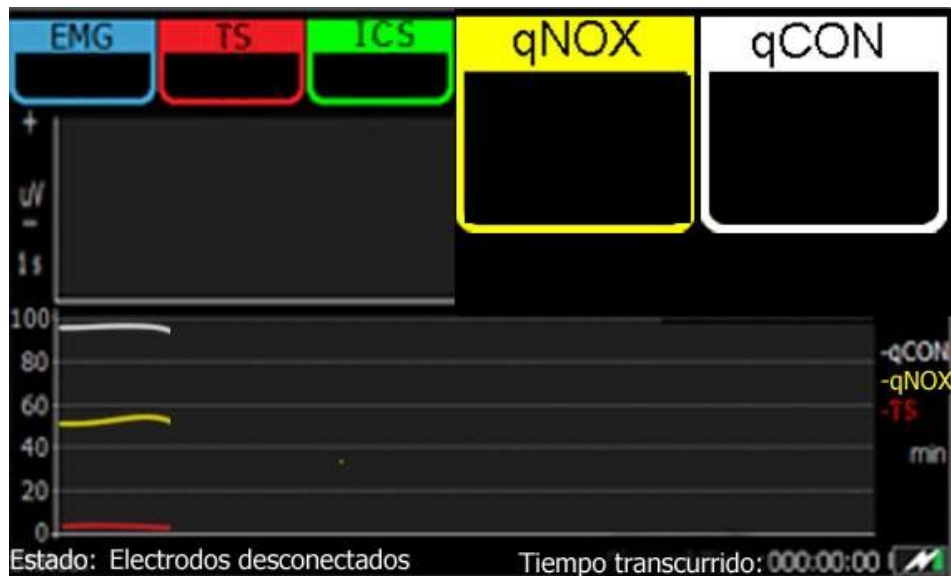 EMG TS ICS qNOX qCON
+
uV
-
1s
100
80
60
40
20
0
-qCON
-qNOX
-TS
min
Estado: Electrodos desconectados
Tiempo transcurrido: 000:00:00